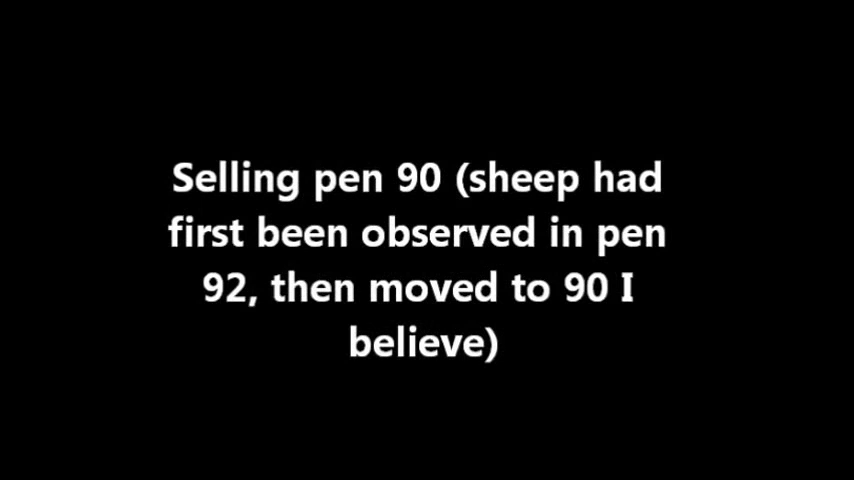 Selling pen 90 (sheep had
first been observed in pen
92, then moved to 90 I
believe)